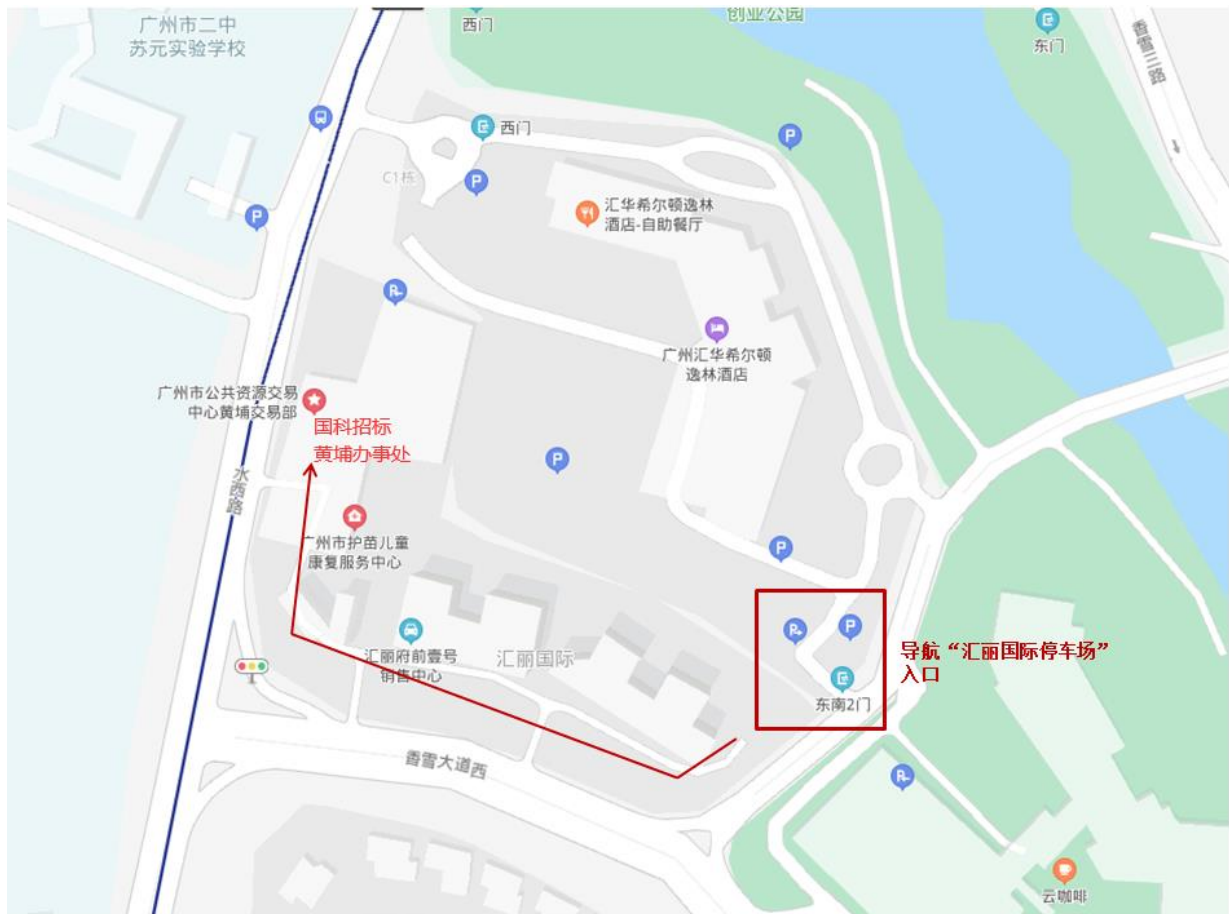 广州市二中
苏元实验学校
西门
创业公园
东门
香雪三路
西门
C1栋
P
P
P
汇华希尔顿逸林
酒店-自助餐厅
P
广州汇华希尔顿
逸林酒店
广州市公共资源交易
中心黄埔交易部
国科招标
黄埔办事处
P
水西路
广州市护苗儿童
康复服务中心
P
汇丽府前壹号
销售中心
汇丽国际
P
P
东南2门
导航“汇丽国际停车场”
入口
香雪大道西
P
云咖啡